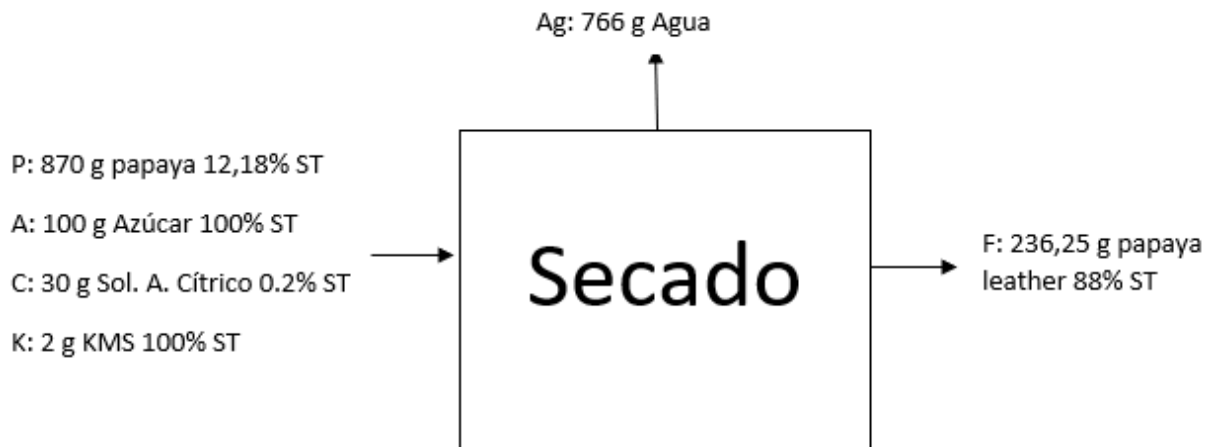 Ag: 766 g Agua
P: 870 g papaya 12,18% ST
A: 100 g Azúcar 100% ST
C: 30 g Sol. A. Cítrico 0.2% ST
K: 2 g KMS 100% ST
Secado
F: 236,25 g papaya
leather 88% ST